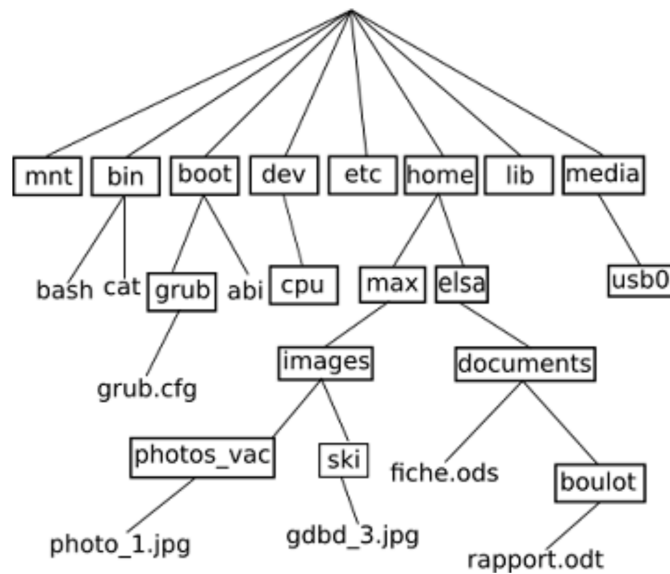 mnt bin boot dev etc home lib media
bash cat grub abi cpu max elsa usb0
grub.cfg images documents
photos_vac ski fiche.ods boulot
photo_1.jpg gdbd_3.jpg rapport.odt